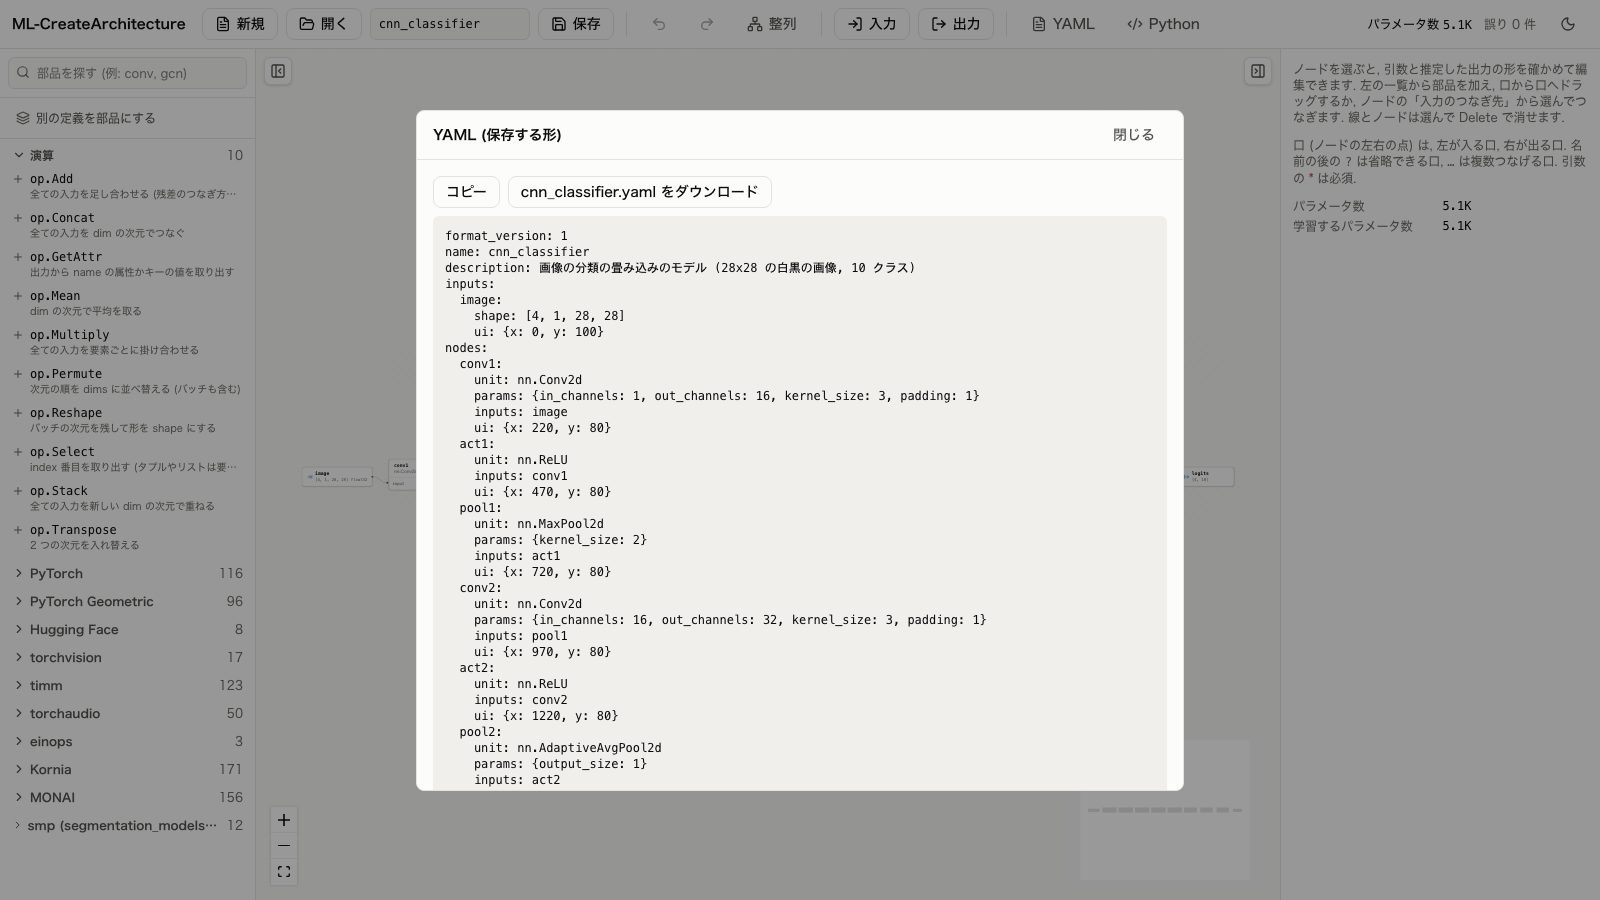 ML-CreateArchitecture
新規
開く
cnn_classifier
保存
整列
入力
出力
YAML
Python
パラメータ数 5.1K
誤り 0 件
部品を探す (例: conv, gcn)
別の定義を部品にする
演算 10
op.Add
全ての入力を足し合わせる (残差のつなぎ方…
op.Concat
全ての入力を dim の次元でつなぐ
op.GetAttr
出力から name の属性かキーの値を取り出す
op.Mean
dim の次元で平均を取る
op.Multiply
全ての入力を要素ごとに掛け合わせる
op.Permute
次元の順を dims に並べ替える (バッチも含む)
op.Reshape
バッチの次元を残して形を shape にする
op.Select
index 番目を取り出す (タプルやリストは要…
op.Stack
全ての入力を新しい dim の次元で重ねる
op.Transpose
2 つの次元を入れ替える
PyTorch 116
PyTorch Geometric 96
Hugging Face 8
torchvision 17
timm 123
torchaudio 50
einops 3
Kornia 171
MONAI 156
smp (segmentation_models… 12
image
conv1
input
logits
YAML (保存する形)
閉じる
コピー
cnn_classifier.yaml をダウンロード
format_version: 1
name: cnn_classifier
description: 画像の分類の畳み込みのモデル (28x28 の白黒の画像, 10 クラス)
inputs:
image:
shape: [4, 1, 28, 28]
ui: {x: 0, y: 100}
nodes:
conv1:
unit: nn.Conv2d
params: {in_channels: 1, out_channels: 16, kernel_size: 3, padding: 1}
inputs: image
ui: {x: 220, y: 80}
act1:
unit: nn.ReLU
inputs: conv1
ui: {x: 470, y: 80}
pool1:
unit: nn.MaxPool2d
params: {kernel_size: 2}
inputs: act1
ui: {x: 720, y: 80}
conv2:
unit: nn.Conv2d
params: {in_channels: 16, out_channels: 32, kernel_size: 3, padding: 1}
inputs: pool1
ui: {x: 970, y: 80}
act2:
unit: nn.ReLU
inputs: conv2
ui: {x: 1220, y: 80}
pool2:
unit: nn.AdaptiveAvgPool2d
params: {output_size: 1}
inputs: act2
ノードを選ぶと, 引数と推定した出力の形を確かめて編
集できます. 左の一覧から部品を加え, 口から口へドラ
ッグするか, ノードの「入力のつなぎ先」から選んでつ
なぎます. 線とノードは選んで Delete で消せます.
口 (ノードの左右の点) は, 左が入る口, 右が出る口. 名
前の後の ? は省略できる口, … は複数つなげる口. 引数
の * は必須.
パラメータ数 5.1K
学習するパラメータ数 5.1K